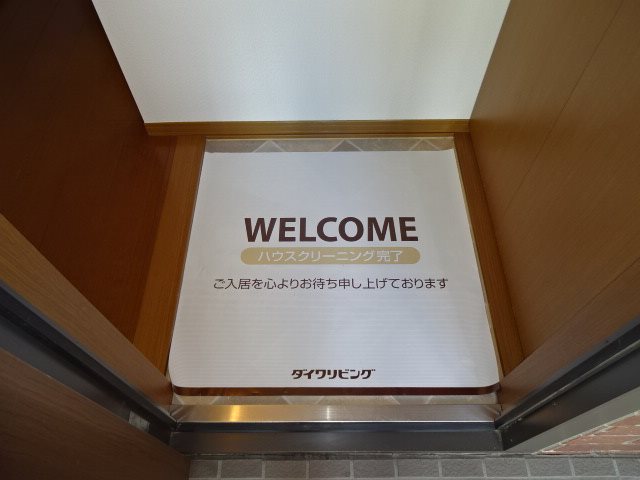 WELCOME
ハウスクリーニング完了
ご入居を心よりお待ち申し上げております
ダイワリビング